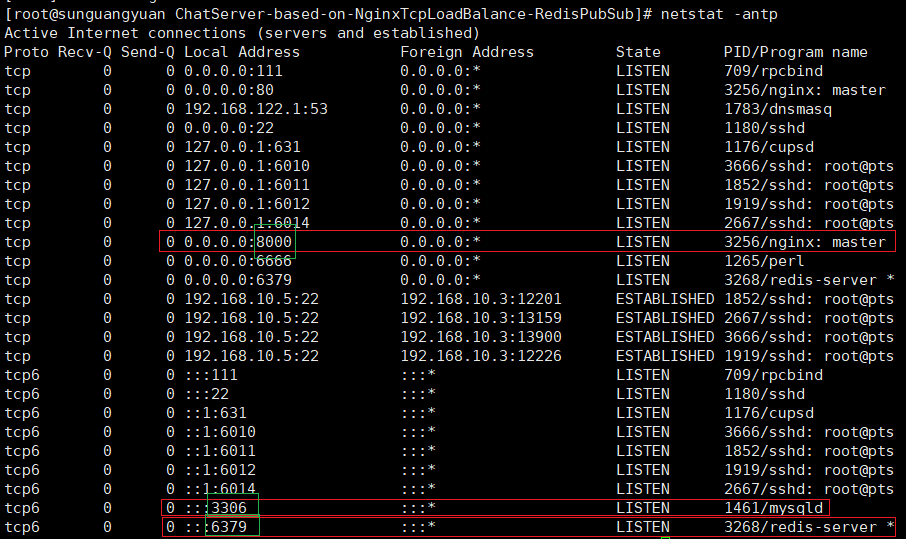 [root@sunguangyuan ChatServer-based-on-NginxTcpLoadBalance-RedisPubSub]# netstat -antp
Active Internet connections (servers and established)
Proto Recv-Q Send-Q Local Address           Foreign Address         State       PID/Program name
tcp        0      0 0.0.0.0:111             0.0.0.0:*               LISTEN      709/rpcbind
tcp        0      0 0.0.0.0:80              0.0.0.0:*               LISTEN      3256/nginx: master
tcp        0      0 192.168.122.1:53        0.0.0.0:*               LISTEN      1783/dnsmasq
tcp        0      0 0.0.0.0:22              0.0.0.0:*               LISTEN      1180/sshd
tcp        0      0 127.0.0.1:631           0.0.0.0:*               LISTEN      1176/cupsd
tcp        0      0 127.0.0.1:6010          0.0.0.0:*               LISTEN      3666/sshd: root@pts
tcp        0      0 127.0.0.1:6011          0.0.0.0:*               LISTEN      1852/sshd: root@pts
tcp        0      0 127.0.0.1:6012          0.0.0.0:*               LISTEN      1919/sshd: root@pts
tcp        0      0 127.0.0.1:6014          0.0.0.0:*               LISTEN      2667/sshd: root@pts
tcp        0      0 0.0.0.0:8000            0.0.0.0:*               LISTEN      3256/nginx: master
tcp        0      0 0.0.0.0:6666            0.0.0.0:*               LISTEN      1265/perl
tcp        0      0 0.0.0.0:6379            0.0.0.0:*               LISTEN      3268/redis-server *
tcp        0      0 192.168.10.5:22         192.168.10.3:12201      ESTABLISHED 1852/sshd: root@pts
tcp        0      0 192.168.10.5:22         192.168.10.3:13159      ESTABLISHED 2667/sshd: root@pts
tcp        0      0 192.168.10.5:22         192.168.10.3:13900      ESTABLISHED 3666/sshd: root@pts
tcp        0      0 192.168.10.5:22         192.168.10.3:12226      ESTABLISHED 1919/sshd: root@pts
tcp6       0      0 :::111                  :::*                    LISTEN      709/rpcbind
tcp6       0      0 :::22                   :::*                    LISTEN      1180/sshd
tcp6       0      0 ::1:631                 :::*                    LISTEN      1176/cupsd
tcp6       0      0 ::1:6010                :::*                    LISTEN      3666/sshd: root@pts
tcp6       0      0 ::1:6011                :::*                    LISTEN      1852/sshd: root@pts
tcp6       0      0 ::1:6012                :::*                    LISTEN      1919/sshd: root@pts
tcp6       0      0 ::1:6014                :::*                    LISTEN      2667/sshd: root@pts
tcp6       0      0 :::3306                 :::*                    LISTEN      1461/mysqld
tcp6       0      0 :::6379                 :::*                    LISTEN      3268/redis-server *